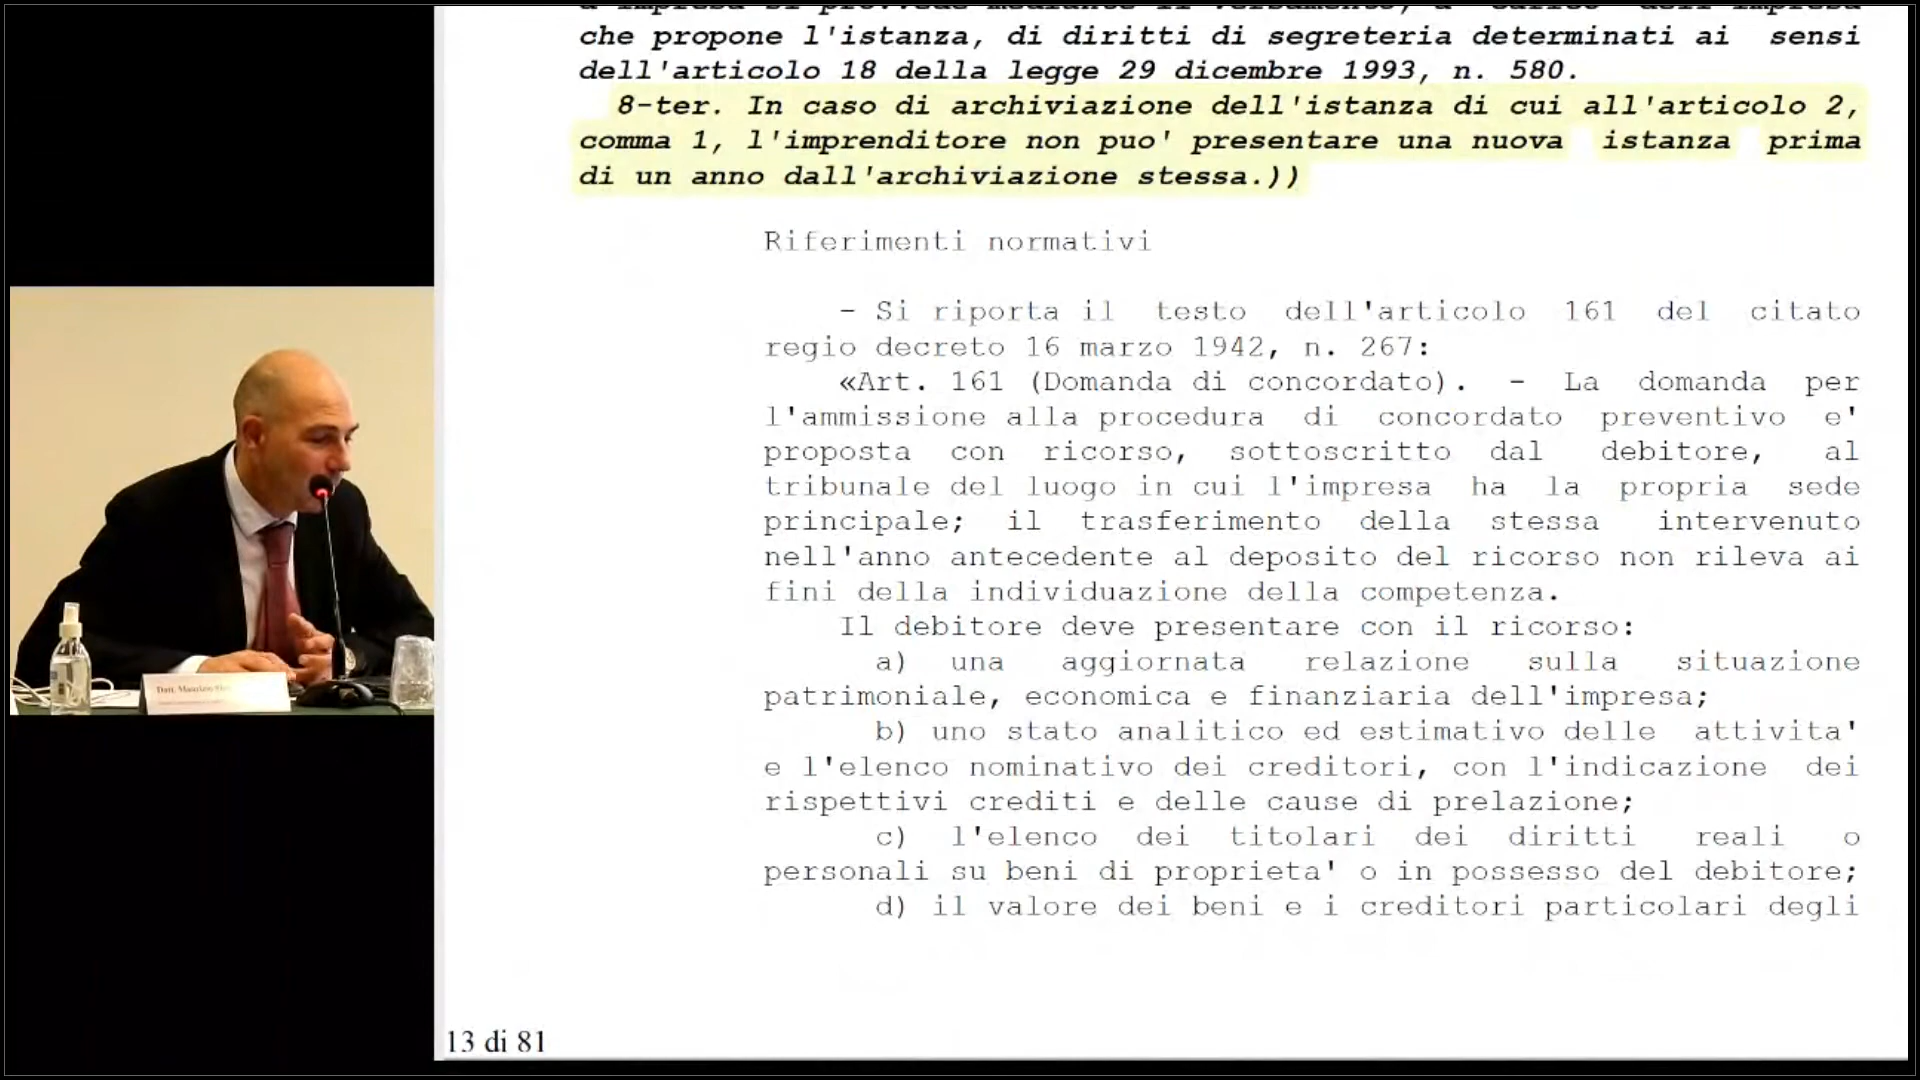 che propone l'istanza, di diritti di segreteria determinati ai sensi
dell'articolo 18 della legge 29 dicembre 1993, n. 580.
8-ter. In caso di archiviazione dell'istanza di cui all'articolo 2,
comma 1, l'imprenditore non puo' presentare una nuova istanza prima
di un anno dall'archiviazione stessa.))
Riferimenti normativi
- Si riporta il testo dell'articolo 161 del citato
regio decreto 16 marzo 1942, n. 267:
«Art. 161 (Domanda di concordato). - La domanda per
l'ammissione alla procedura di concordato preventivo e'
proposta con ricorso, sottoscritto dal debitore, al
tribunale del luogo in cui l'impresa ha la propria sede
principale; il trasferimento della stessa intervenuto
nell'anno antecedente al deposito del ricorso non rileva ai
fini della individuazione della competenza.
Il debitore deve presentare con il ricorso:
a) una aggiornata relazione sulla situazione
patrimoniale, economica e finanziaria dell'impresa;
b) uno stato analitico ed estimativo delle attivita'
e l'elenco nominativo dei creditori, con l'indicazione dei
rispettivi crediti e delle cause di prelazione;
c) l'elenco dei titolari dei diritti reali o
personali su beni di proprieta' o in possesso del debitore;
d) il valore dei beni e i creditori particolari degli
13 di 81
Dott. Maurizio